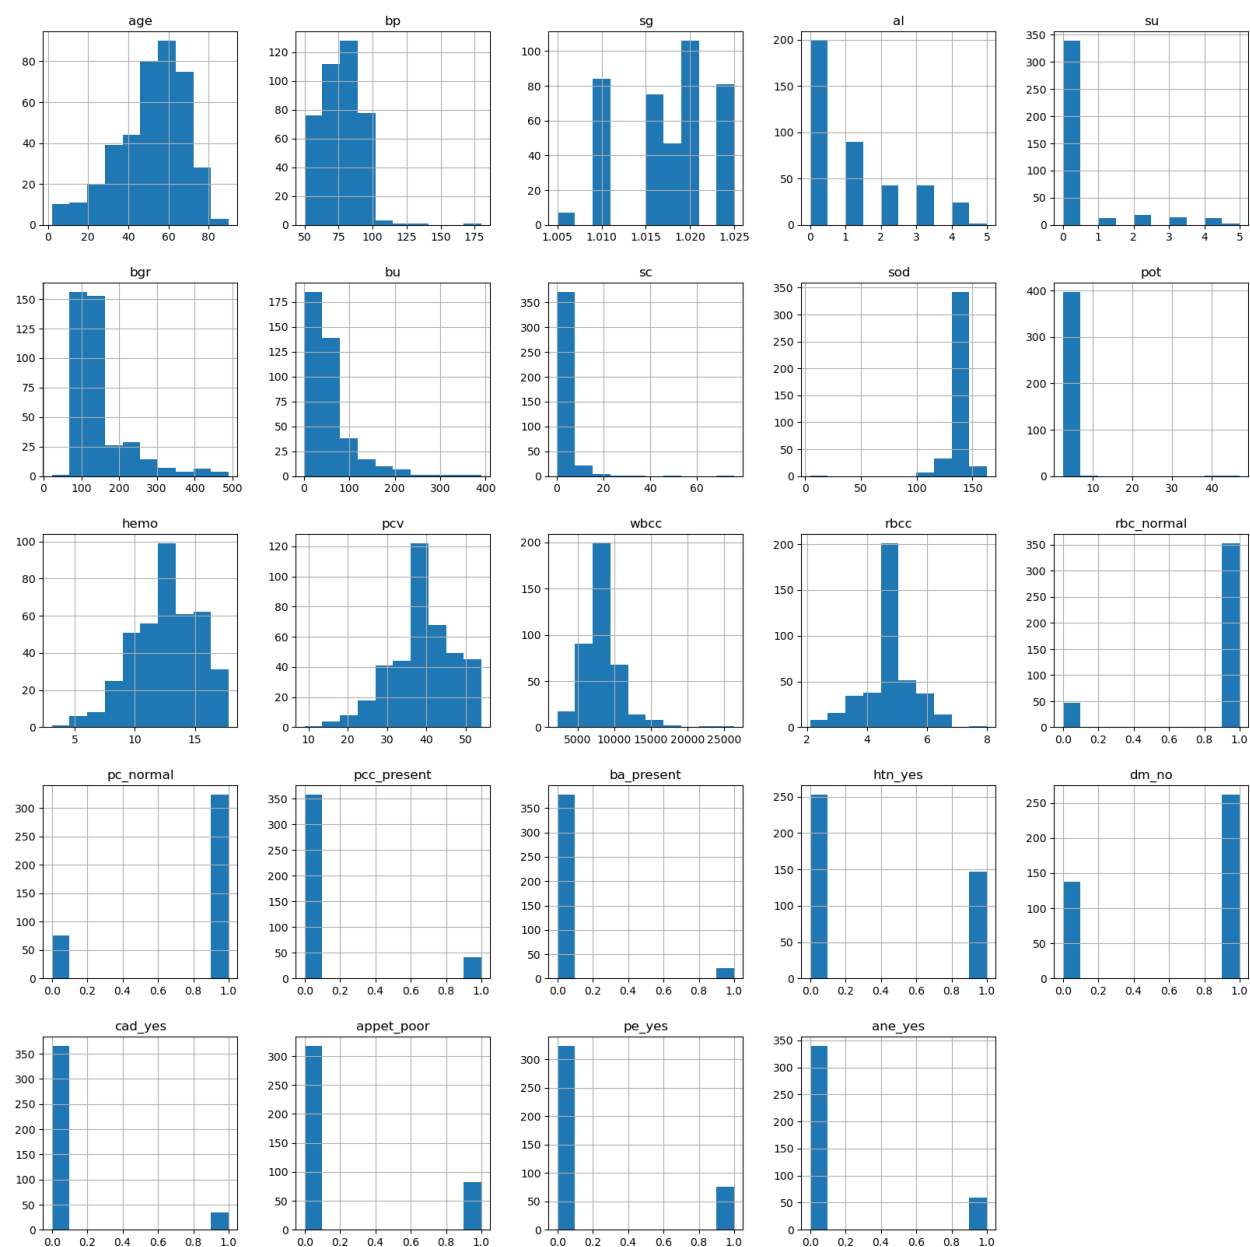 age bp sg al su
80 60 40 20 0
0 20 40 60 80
120 100 80 60 40 20 0
50 75 100 125 150 175
100 80 60 40 20 0
1.005 1.010 1.015 1.020 1.025
200 150 100 50 0
0 1 2 3 4 5
350 300 250 200 150 100 50 0
0 1 2 3 4 5
bgr bu sc sod pot
150 125 100 75 50 25 0
0 100 200 300 400 500
175 150 125 100 75 50 25 0
0 100 200 300 400
350 300 250 200 150 100 50 0
0 20 40 60
350 300 250 200 150 100 50 0
0 50 100 150
400 300 200 100 0
10 20 30 40
hemo pcv wbcc rbcc rbc_normal
100 80 60 40 20 0
5 10 15
120 100 80 60 40 20 0
10 20 30 40 50
200 150 100 50 0
5000 10000 15000 20000 25000
200 150 100 50 0
2 4 6 8
350 300 250 200 150 100 50 0
0.0 0.2 0.4 0.6 0.8 1.0
pc_normal pcc_present ba_present htn_yes dm_no
300 250 200 150 100 50 0
0.0 0.2 0.4 0.6 0.8 1.0
350 300 250 200 150 100 50 0
0.0 0.2 0.4 0.6 0.8 1.0
350 300 250 200 150 100 50 0
0.0 0.2 0.4 0.6 0.8 1.0
250 200 150 100 50 0
0.0 0.2 0.4 0.6 0.8 1.0
250 200 150 100 50 0
0.0 0.2 0.4 0.6 0.8 1.0
cad_yes appet_poor pe_yes ane_yes
350 300 250 200 150 100 50 0
0.0 0.2 0.4 0.6 0.8 1.0
300 250 200 150 100 50 0
0.0 0.2 0.4 0.6 0.8 1.0
300 250 200 150 100 50 0
0.0 0.2 0.4 0.6 0.8 1.0
350 300 250 200 150 100 50 0
0.0 0.2 0.4 0.6 0.8 1.0